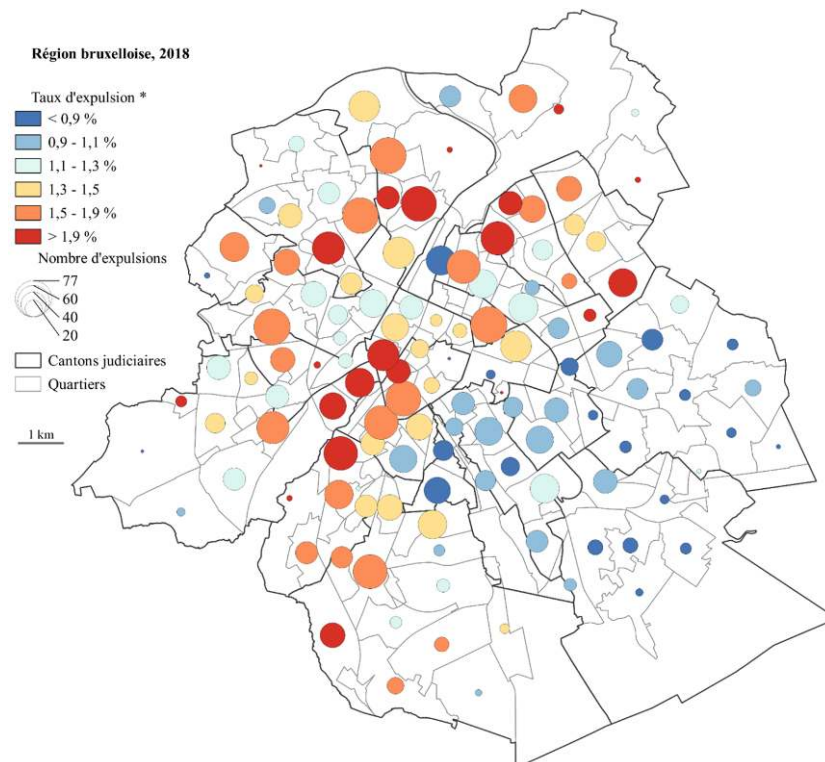 Région bruxelloise, 2018
Taux d'expulsion *
< 0,9 %
0,9 - 1,1 %
1,1 - 1,3 %
1,3 - 1,5
1,5 - 1,9 %
> 1,9 %
Nombre d'expulsions
77
60
40
20
Cantons judiciaires
Quartiers
1 km